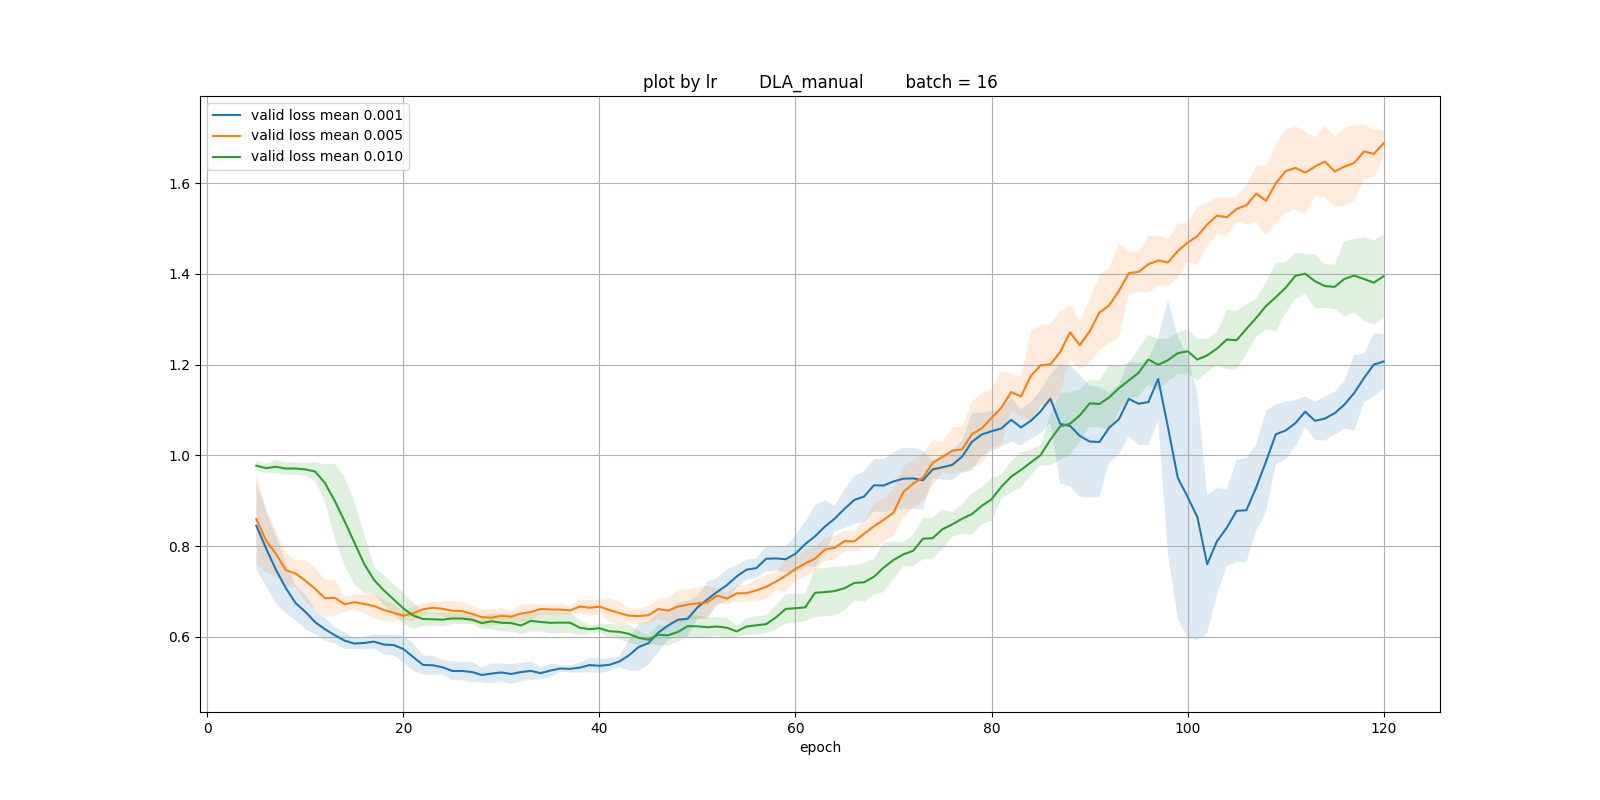 plot by lr DLA_manual batch = 16
valid loss mean 0.001
valid loss mean 0.005
valid loss mean 0.010
1.6
1.4
1.2
1.0
0.8
0.6
0 20 40 60 80 100 120
epoch